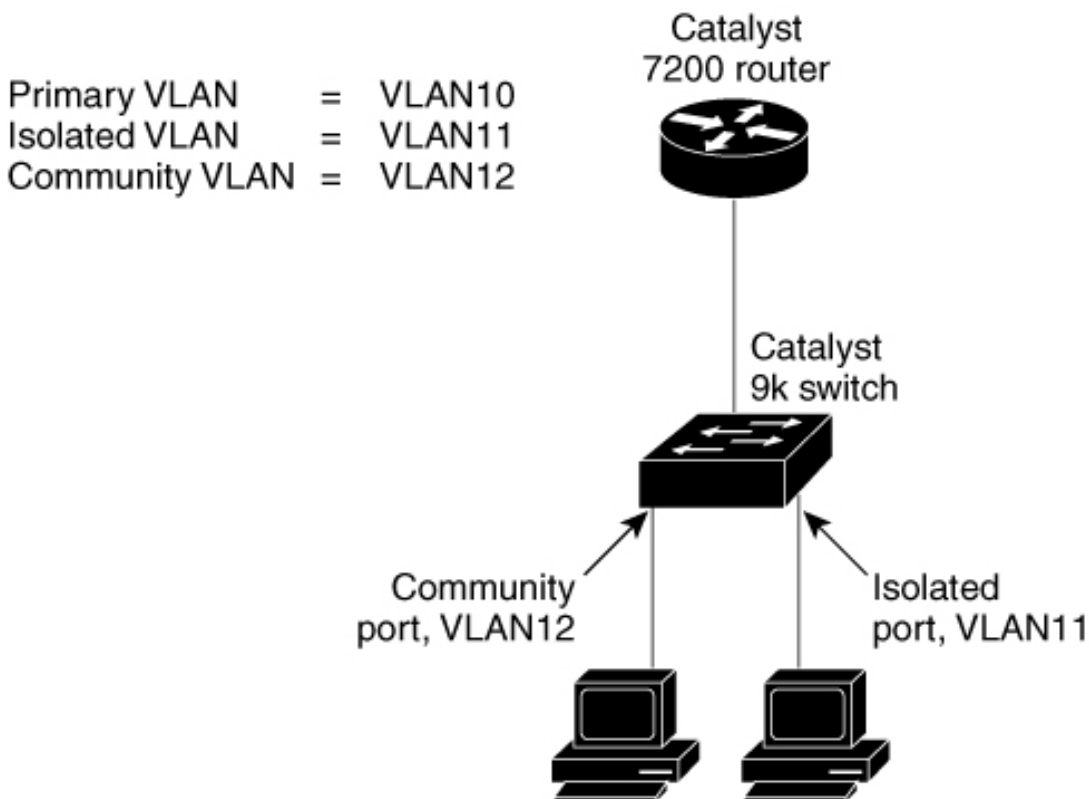 Catalyst
7200 router
Primary VLAN = VLAN10
Isolated VLAN = VLAN11
Community VLAN = VLAN12
Catalyst
9k switch
Community
port, VLAN12
Isolated
port, VLAN11